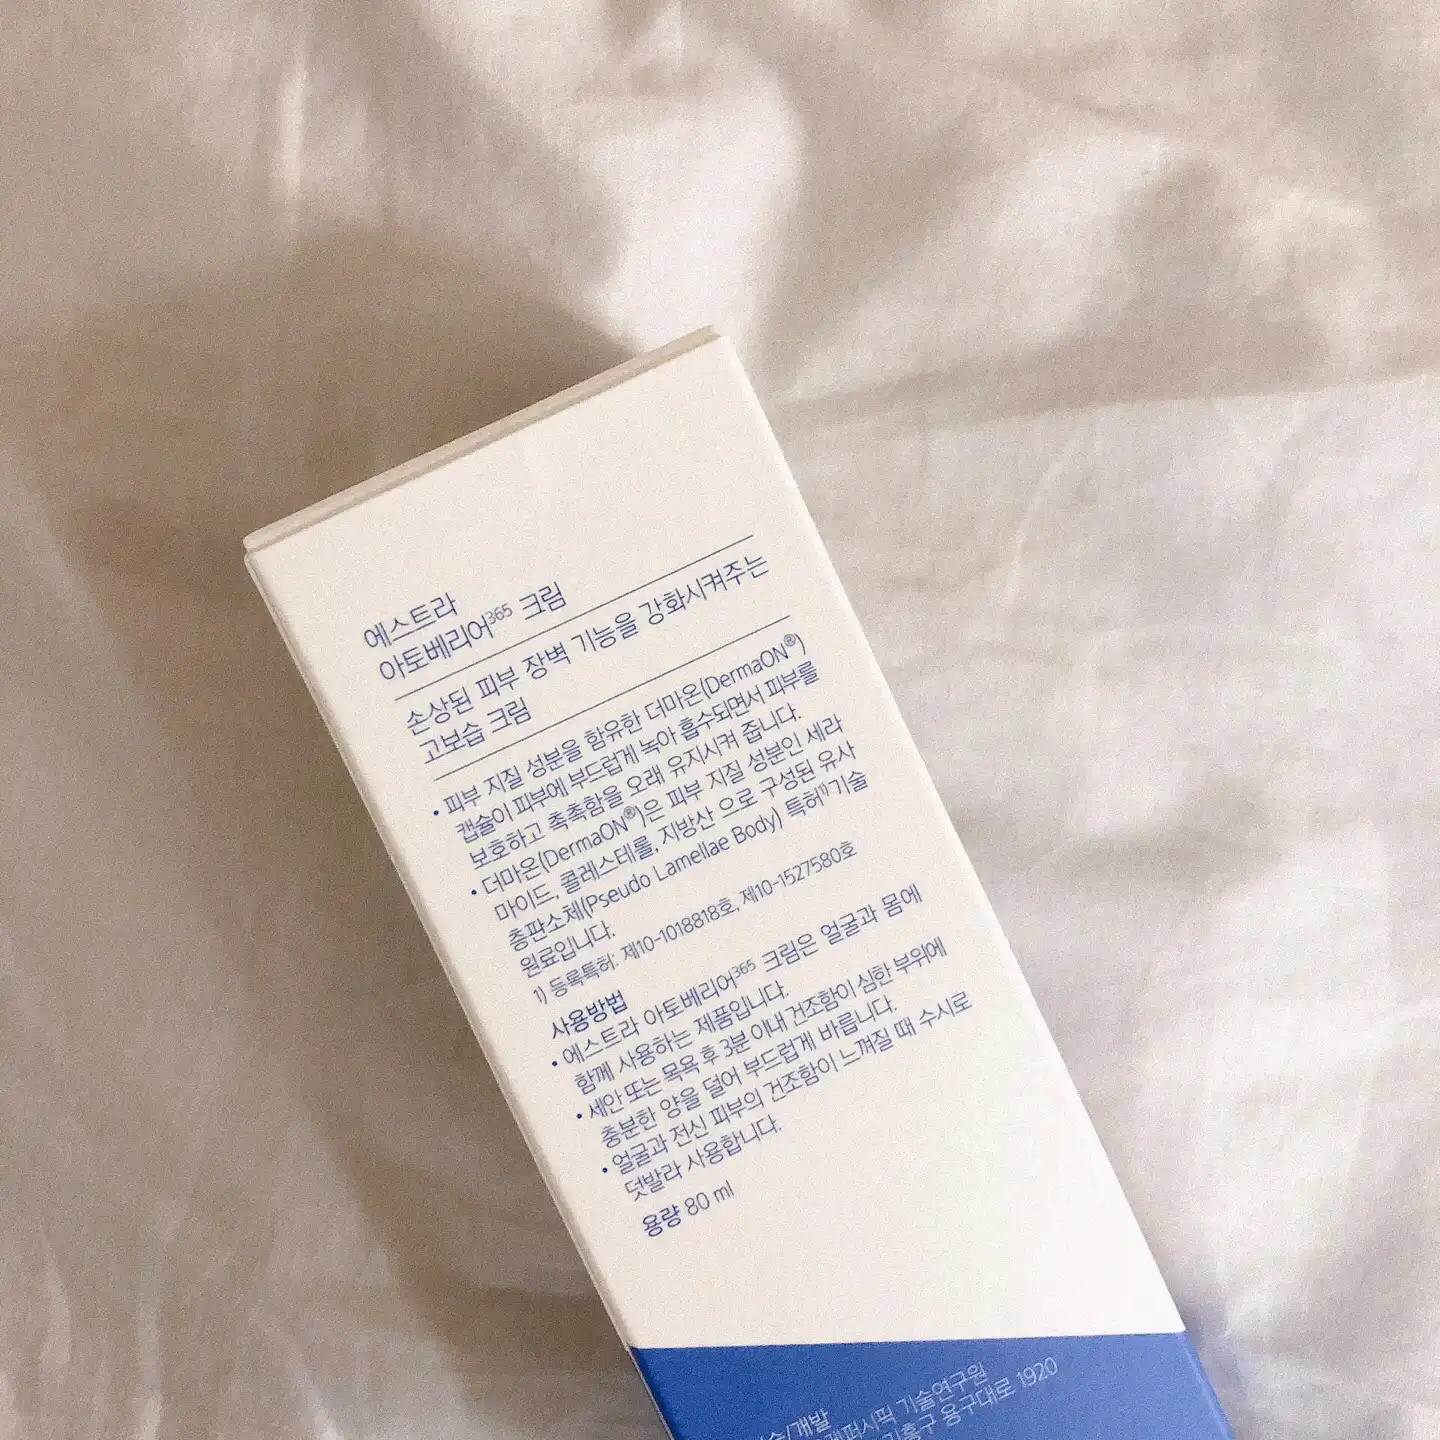 에스트라
아토베리어365 크림
손상된 피부 장벽 기능을 강화시켜주는
고보습 크림
• 피부 지질 성분을 함유한 더마온(DermaON®)
캡슐이 피부에 부드럽게 녹아 흡수되면서 피부를
보호하고 촉촉함을 오래 유지시켜 줍니다.
• 더마온(DermaON®)은 피부 지질 성분인 세라
마이드, 콜레스테롤, 지방산 으로 구성된 유사
층판소체(Pseudo Lamellae Body) 특허1)기술
원료입니다.
1) 등록특허: 제10-1018818호, 제10-1527580호
사용방법
• 에스트라 아토베리어365 크림은 얼굴과 몸에
함께 사용하는 제품입니다.
• 세안 또는 목욕 후 3분 이내 건조함이 심한 부위에
충분한 양을 덜어 부드럽게 바릅니다.
• 얼굴과 전신 피부의 건조함이 느껴질 때 수시로
덧발라 사용합니다.
용량 80 ml
/개발
퍼시픽 기술연구원
용구대로 1920